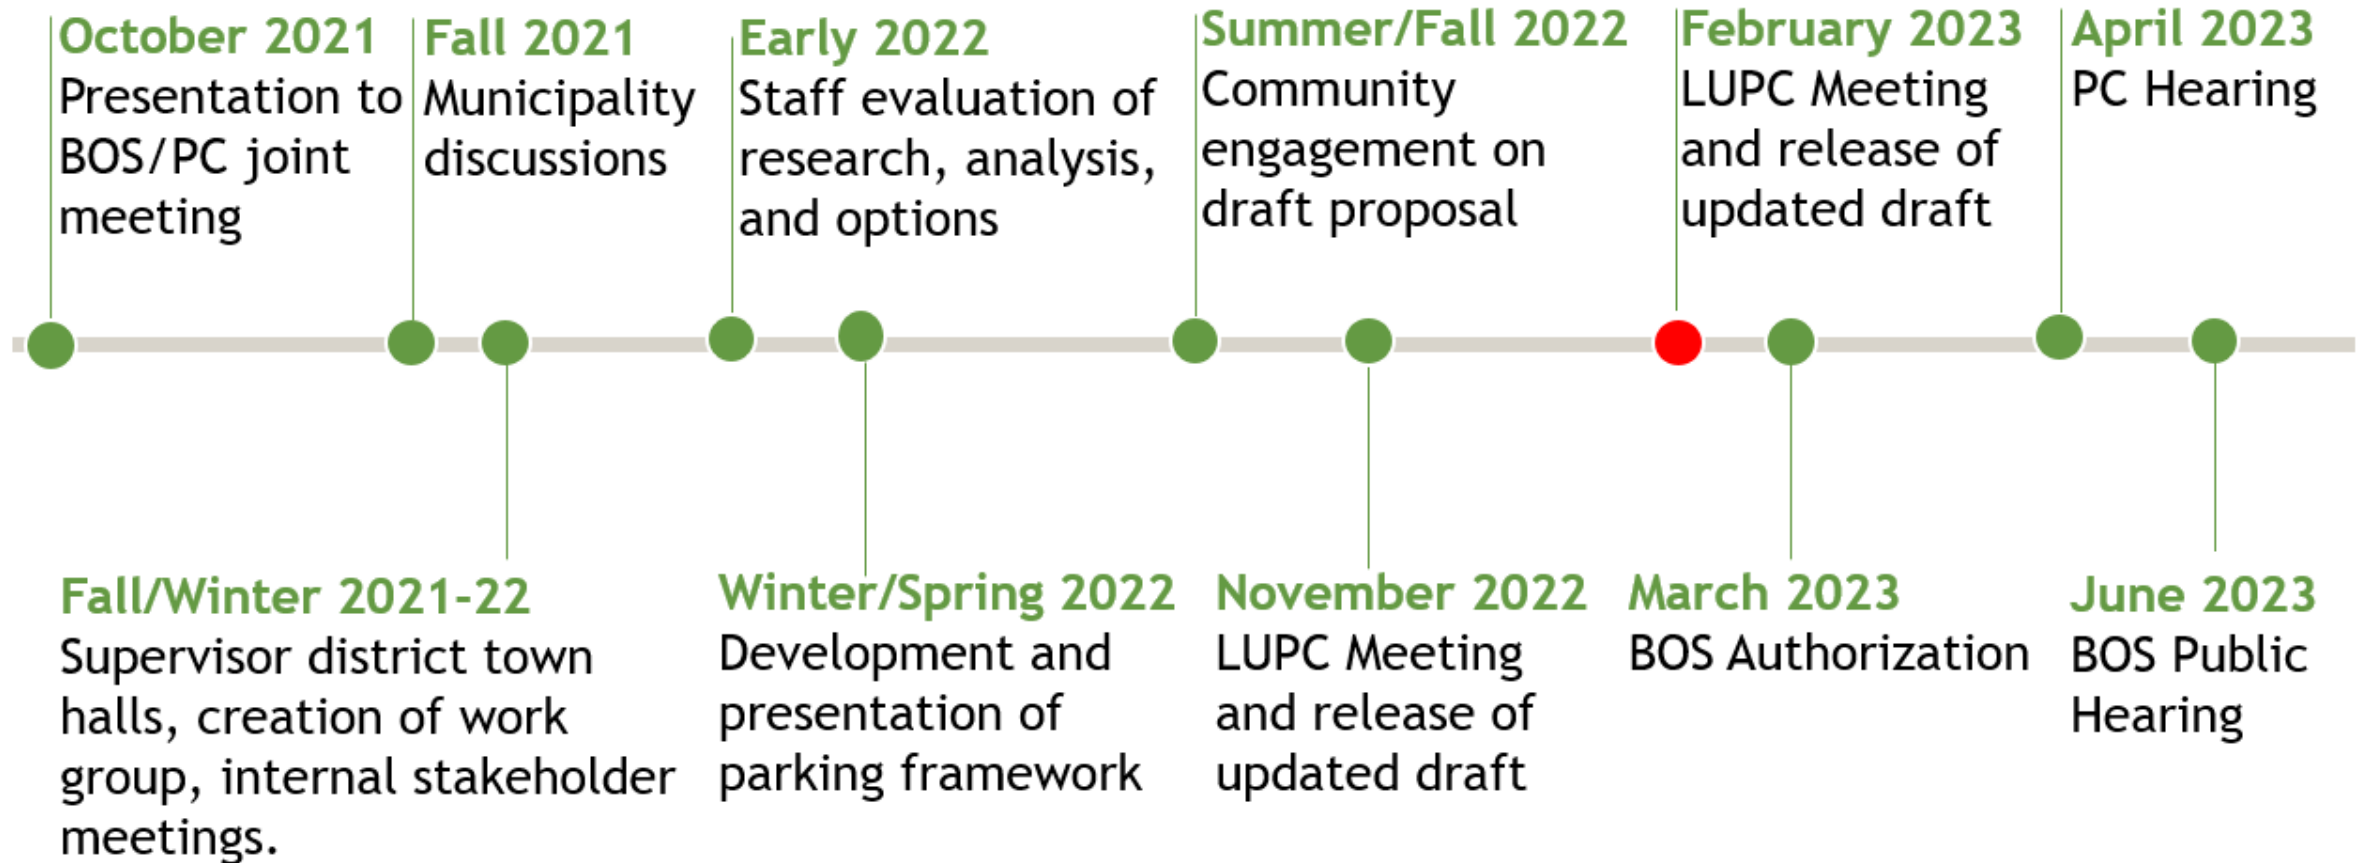 October 2021
Presentation to
BOS/PC joint
meeting
Fall 2021
Municipality
discussions
Early 2022
Staff evaluation of
research, analysis,
and options
Summer/Fall 2022
Community
engagement on
draft proposal
February 2023
LUPC Meeting
and release of
updated draft
April 2023
PC Hearing
Fall/Winter 2021-22
Supervisor district town
halls, creation of work
group, internal stakeholder
meetings.
Winter/Spring 2022
Development and
presentation of
parking framework
November 2022
LUPC Meeting
and release of
updated draft
March 2023
BOS Authorization
June 2023
BOS Public
Hearing